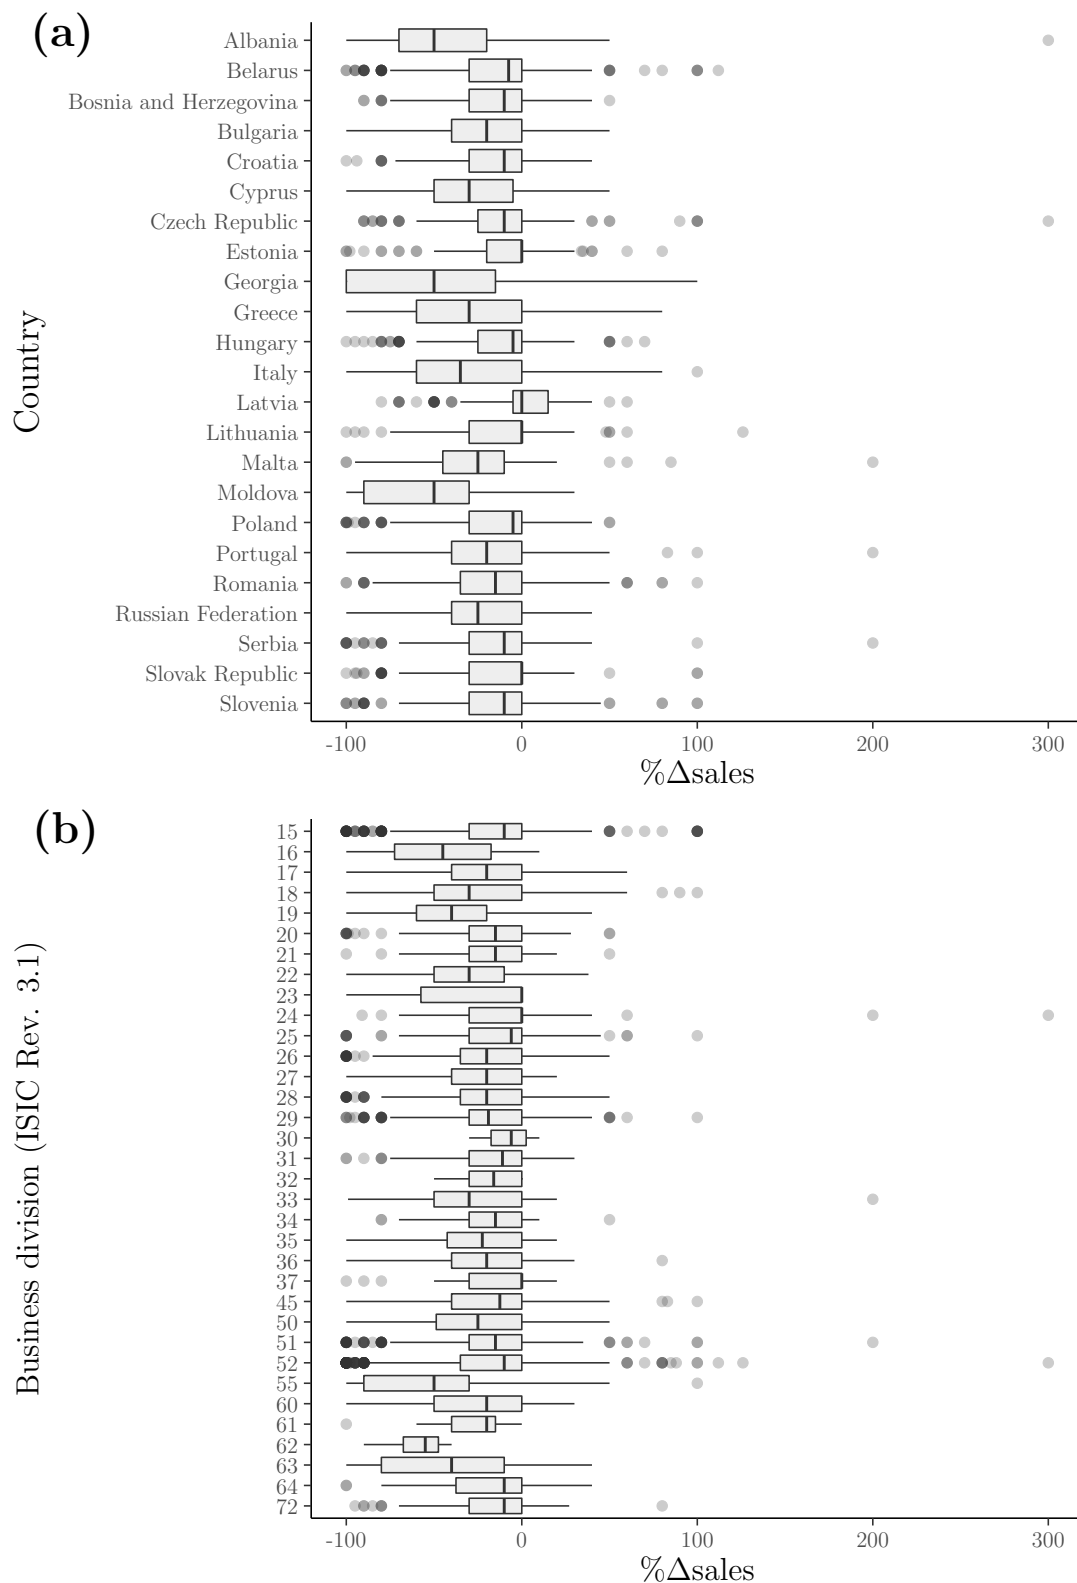 (a)
Albania
Belarus
Bosnia and Herzegovina
Bulgaria
Croatia
Cyprus
Czech Republic
Estonia
Georgia
Greece
Hungary
Italy
Latvia
Lithuania
Malta
Moldova
Poland
Portugal
Romania
Russian Federation
Serbia
Slovak Republic
Slovenia
Country
-100 0 100 200 300
%Δsales
(b)
15
16
17
18
19
20
21
22
23
24
25
26
27
28
29
30
31
32
33
34
35
36
37
45
50
51
52
55
60
61
62
63
64
72
Business division (ISIC Rev. 3.1)
-100 0 100 200 300
%Δsales